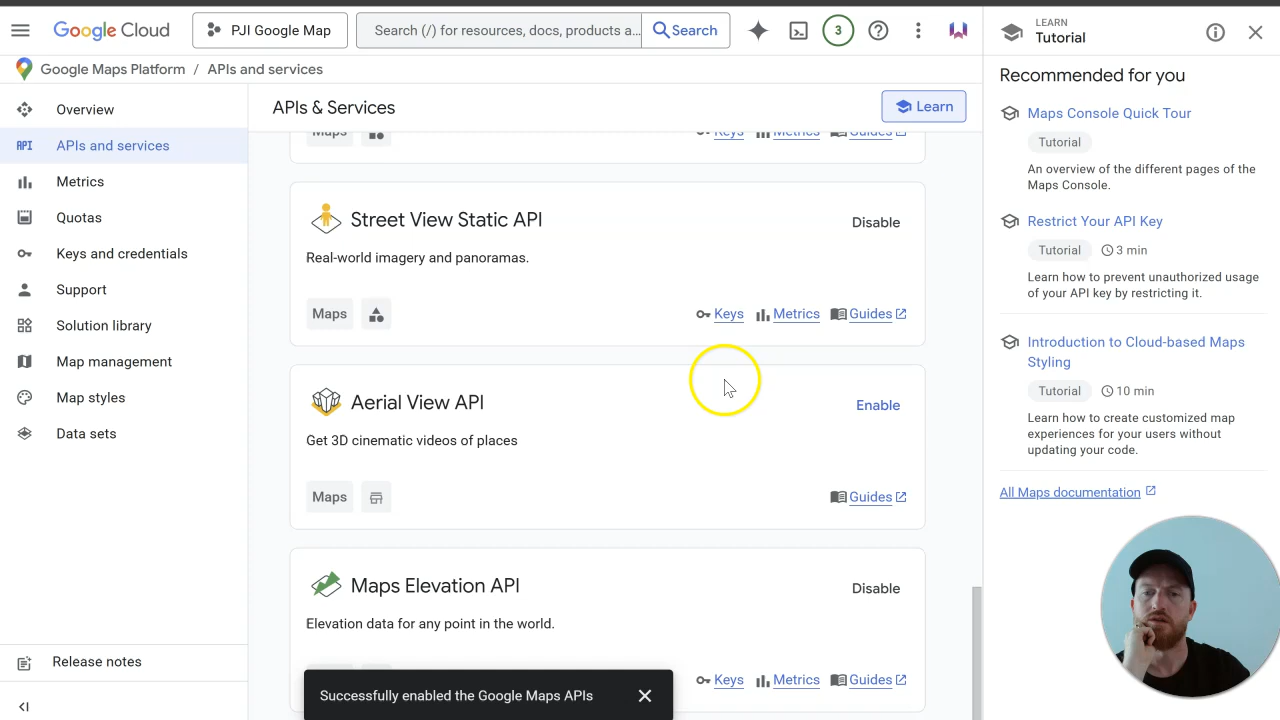 Google Cloud
PJI Google Map
Search (/) for resources, docs, products a...
Search
3
LEARN
Tutorial
Google Maps Platform / APIs and services
Overview
APIs and services
Metrics
Quotas
Keys and credentials
Support
Solution library
Map management
Map styles
Data sets
Release notes
API
APIs & Services
Learn
Maps
Keys
Metrics
Guides
Street View Static API
Disable
Real-world imagery and panoramas.
Maps
Keys
Metrics
Guides
Aerial View API
Enable
Get 3D cinematic videos of places
Maps
Guides
Maps Elevation API
Disable
Elevation data for any point in the world.
Keys
Metrics
Guides
Successfully enabled the Google Maps APIs
Recommended for you
Maps Console Quick Tour
Tutorial
An overview of the different pages of the
Maps Console.
Restrict Your API Key
Tutorial
3 min
Learn how to prevent unauthorized usage
of your API key by restricting it.
Introduction to Cloud-based Maps
Styling
Tutorial
10 min
Learn how to create customized map
experiences for your users without
updating your code.
All Maps documentation